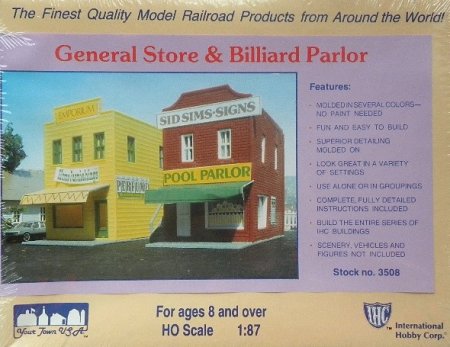 The Finest Quality Model Railroad Products from Around the World!
General Store & Billiard Parlor
EMPORIUM
SID SIMS-SIGNS
POOL PARLOR
PERFUME
Features:
• MOLDED IN SEVERAL COLORS—
NO PAINT NEEDED
• FUN AND EASY TO BUILD
• SUPERIOR DETAILING
MOLDED ON
• LOOK GREAT IN A VARIETY
OF SETTINGS
• USE ALONE OR IN GROUPINGS
• COMPLETE, FULLY DETAILED
INSTRUCTIONS INCLUDED
• BUILD THE ENTIRE SERIES OF
IHC BUILDINGS
• SCENERY, VEHICLES AND
FIGURES NOT INCLUDED
Stock no. 3508
Your Town U.S.A.™
For ages 8 and over
HO Scale 1:87
IHC™
International
Hobby Corp.